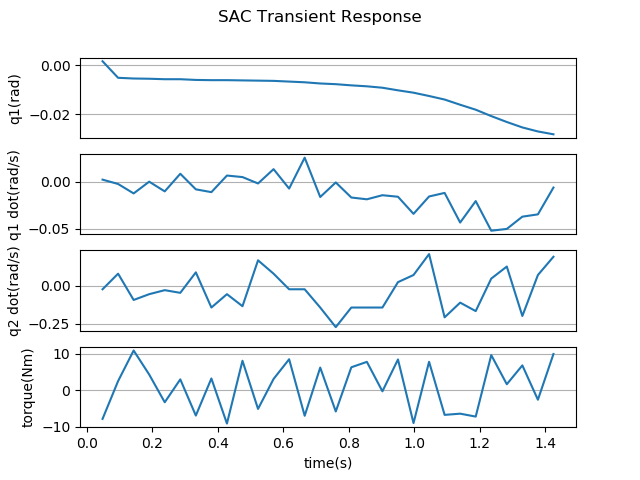 SAC Transient Response
0.00
−0.02
q1(rad)
0.00
−0.05
q1 dot(rad/s)
0.00
−0.25
q2 dot(rad/s)
10
0
−10
torque(Nm)
0.0 0.2 0.4 0.6 0.8 1.0 1.2 1.4
time(s)